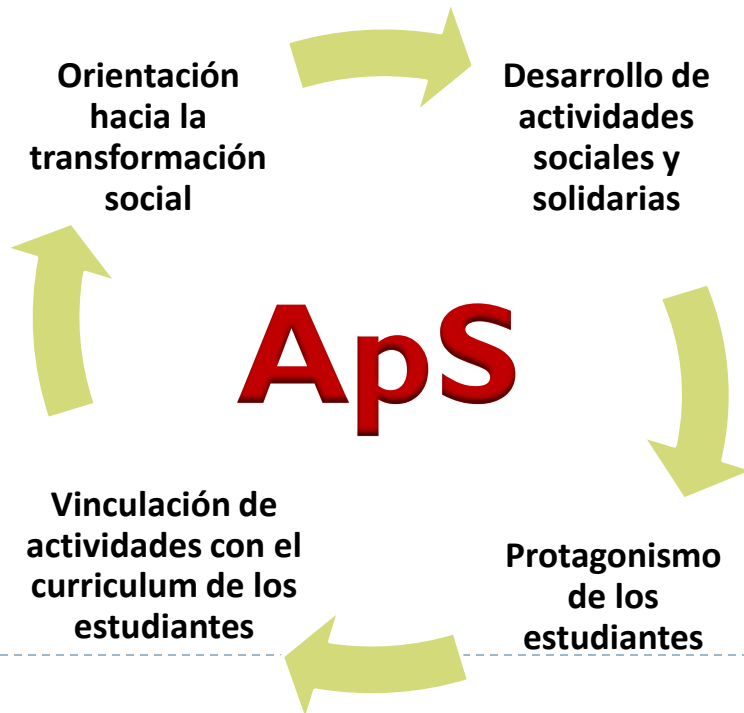 Orientación
hacia la
transformación
social
Desarrollo de
actividades
sociales y
solidarias
ApS
Vinculación de
actividades con el
curriculum de los
estudiantes
Protagonismo
de los
estudiantes